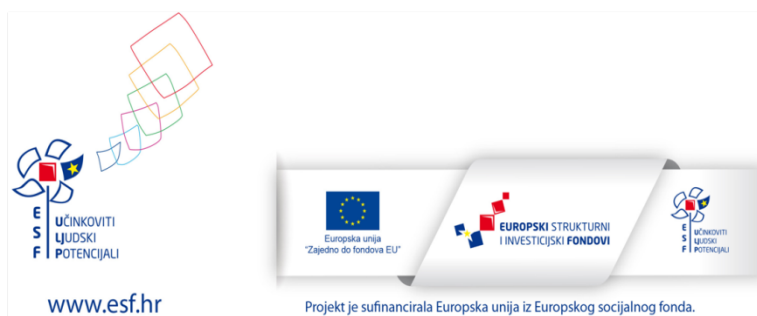 E
S
F
UČINKOVITI
LJUDSKI
POTENCIJALI
www.esf.hr
Europska unija
"Zajedno do fondova EU"
EUROPSKI STRUKTURNI
I INVESTICIJSKI FONDOVI
E
S
F
UČINKOVITI
LJUDSKI
POTENCIJALI
Projekt je sufinancirala Europska unija iz Europskog socijalnog fonda.